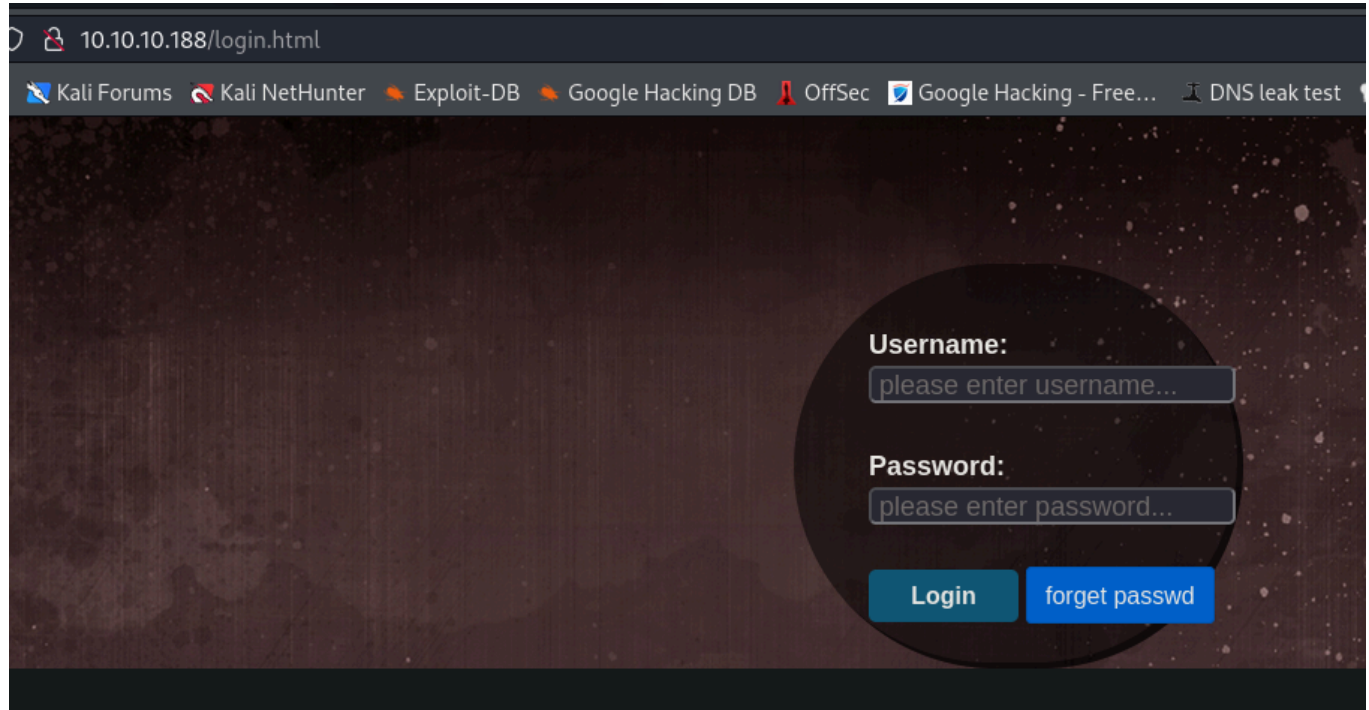 10.10.10.188/login.html
Kali Forums Kali NetHunter Exploit-DB Google Hacking DB OffSec Google Hacking - Free... DNS leak test
Username:
please enter username...
Password:
please enter password...
Login forget passwd